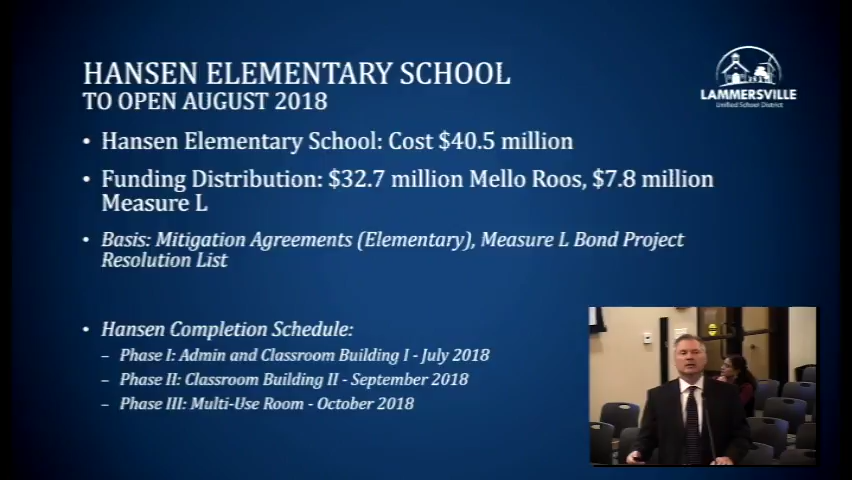 HANSEN ELEMENTARY SCHOOL
TO OPEN AUGUST 2018
LAMMERSVILLE
Unified School District
• Hansen Elementary School: Cost $40.5 million
• Funding Distribution: $32.7 million Mello Roos, $7.8 million
Measure L
• Basis: Mitigation Agreements (Elementary), Measure L Bond Project
Resolution List
• Hansen Completion Schedule:
– Phase I: Admin and Classroom Building I - July 2018
– Phase II: Classroom Building II - September 2018
– Phase III: Multi-Use Room - October 2018